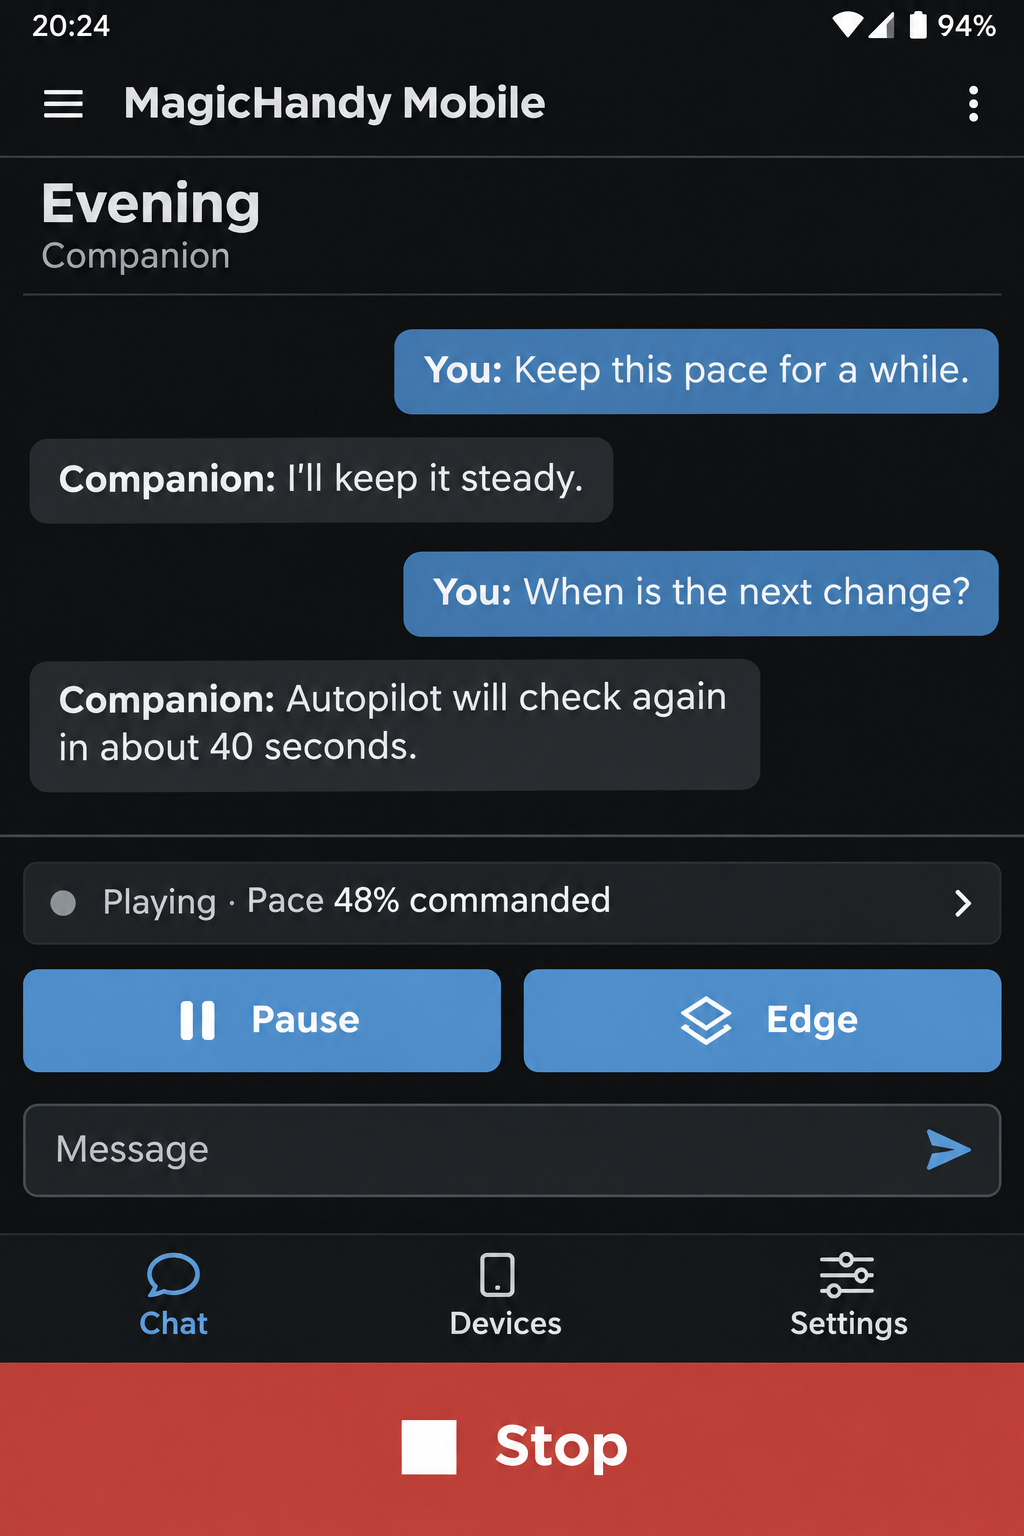 20:24
94%
MagicHandy Mobile
Evening
Companion
You: Keep this pace for a while.
Companion: I'll keep it steady.
You: When is the next change?
Companion: Autopilot will check again
in about 40 seconds.
Playing · Pace 48% commanded
Pause
Edge
Message
Chat
Devices
Settings
Stop